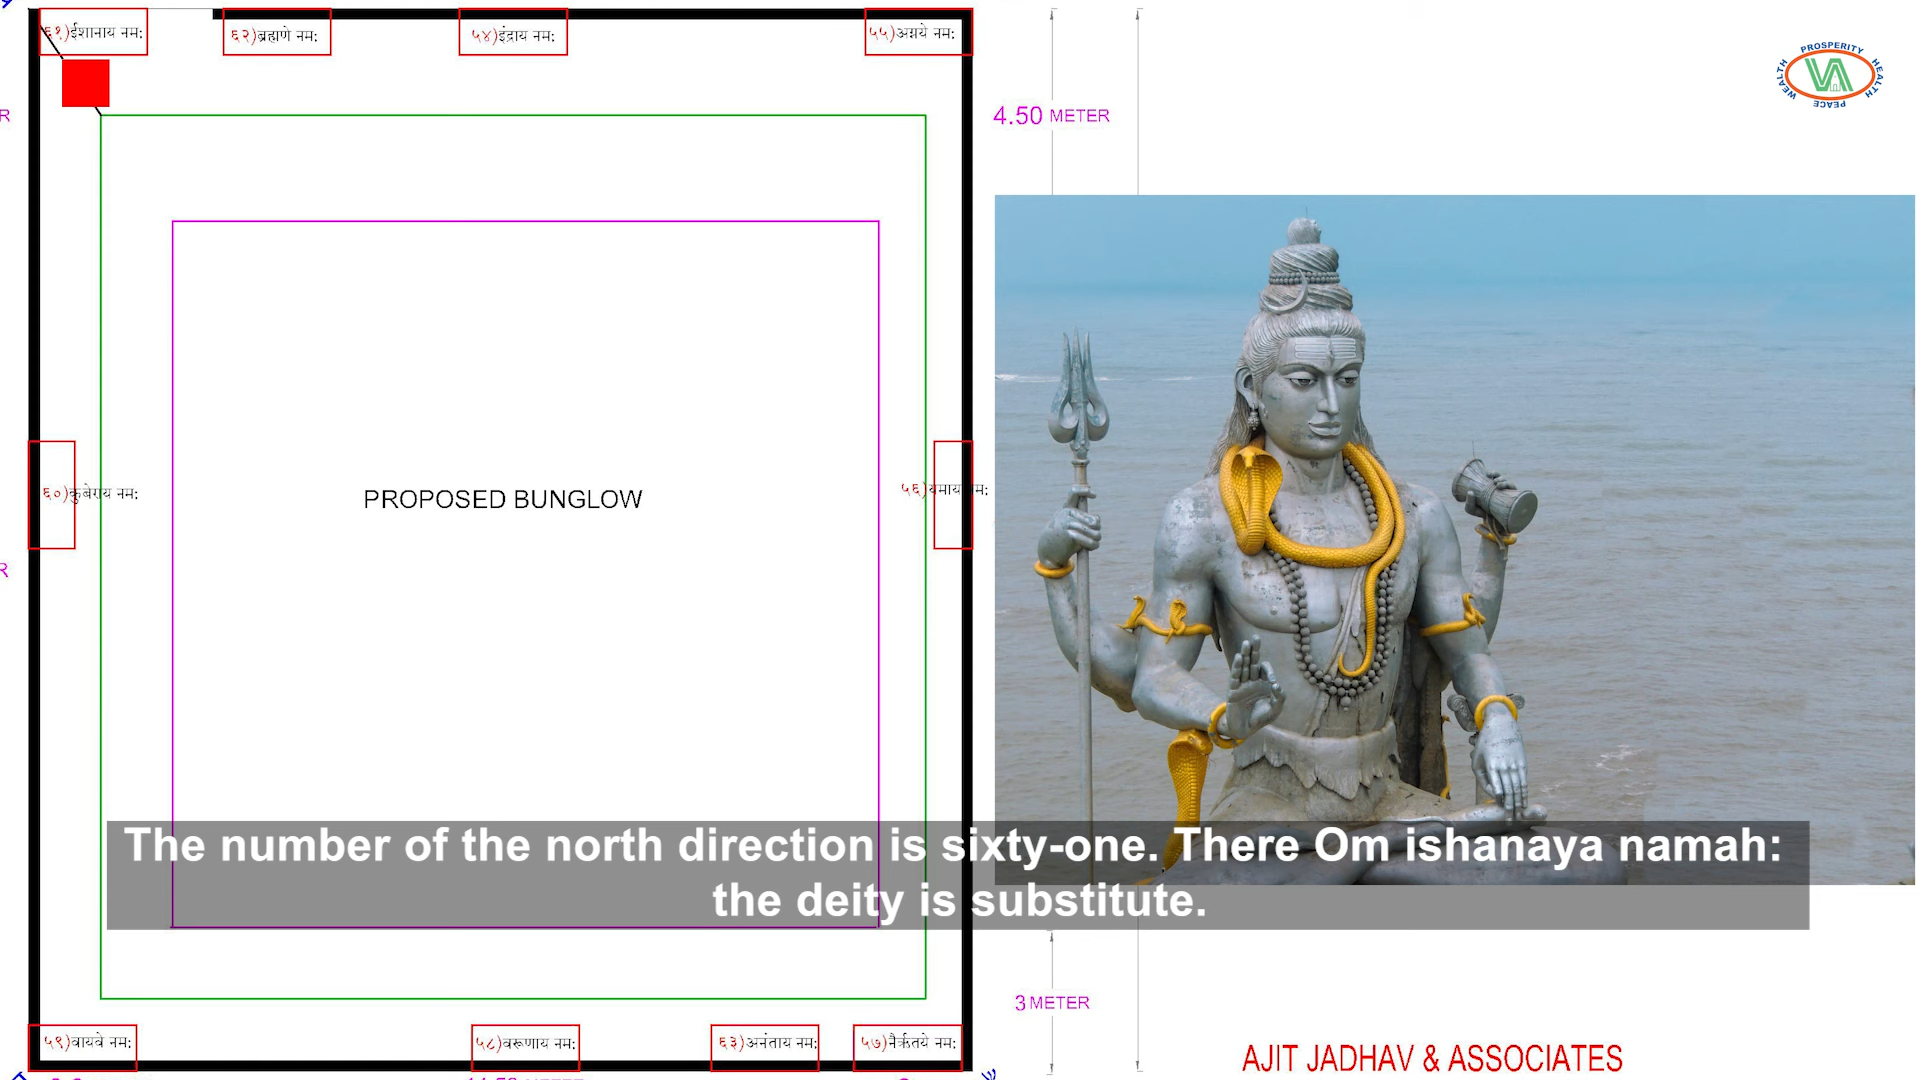 ६१)ईशानाय नम:
६२)ब्रह्मणे नम:
५४)इंद्राय नम:
५५)अग्नये नम:
PROSPERITY
WEALTH
HEALTH
PEACE
R
4.50 METER
६०)कुबेराय नम:
PROPOSED BUNGLOW
५६)यमाय नम:
R
The number of the north direction is sixty-one. There Om ishanaya namah:
the deity is substitute.
3 METER
५९)वायवे नम:
५८)वरूणाय नम:
६३)अनंताय नम:
५७)नैर्ऋतये नम:
AJIT JADHAV & ASSOCIATES